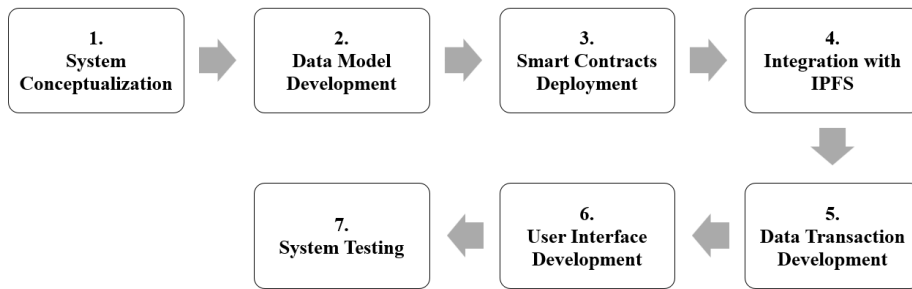 1.
System
Conceptualization
2.
Data Model
Development
3.
Smart Contracts
Deployment
4.
Integration with
IPFS
5.
Data Transaction
Development
6.
User Interface
Development
7.
System Testing